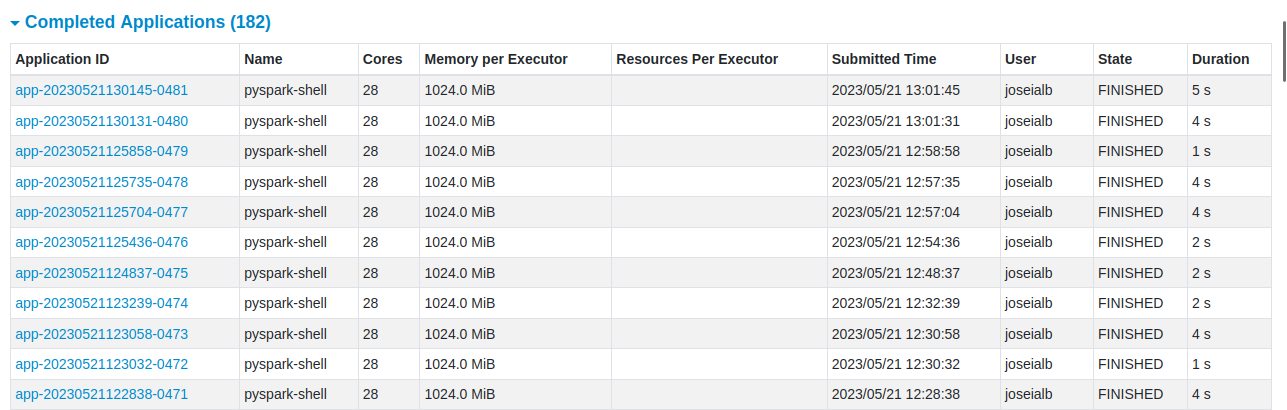 Completed Applications (182)
Application ID Name Cores Memory per Executor Resources Per Executor Submitted Time User State Duration
app-20230521130145-0481 pyspark-shell 28 1024.0 MiB 2023/05/21 13:01:45 joseialb FINISHED 5 s
app-20230521130131-0480 pyspark-shell 28 1024.0 MiB 2023/05/21 13:01:31 joseialb FINISHED 4 s
app-20230521125858-0479 pyspark-shell 28 1024.0 MiB 2023/05/21 12:58:58 joseialb FINISHED 1 s
app-20230521125735-0478 pyspark-shell 28 1024.0 MiB 2023/05/21 12:57:35 joseialb FINISHED 4 s
app-20230521125704-0477 pyspark-shell 28 1024.0 MiB 2023/05/21 12:57:04 joseialb FINISHED 4 s
app-20230521125436-0476 pyspark-shell 28 1024.0 MiB 2023/05/21 12:54:36 joseialb FINISHED 2 s
app-20230521124837-0475 pyspark-shell 28 1024.0 MiB 2023/05/21 12:48:37 joseialb FINISHED 2 s
app-20230521123239-0474 pyspark-shell 28 1024.0 MiB 2023/05/21 12:32:39 joseialb FINISHED 2 s
app-20230521123058-0473 pyspark-shell 28 1024.0 MiB 2023/05/21 12:30:58 joseialb FINISHED 4 s
app-20230521123032-0472 pyspark-shell 28 1024.0 MiB 2023/05/21 12:30:32 joseialb FINISHED 1 s
app-20230521122838-0471 pyspark-shell 28 1024.0 MiB 2023/05/21 12:28:38 joseialb FINISHED 4 s